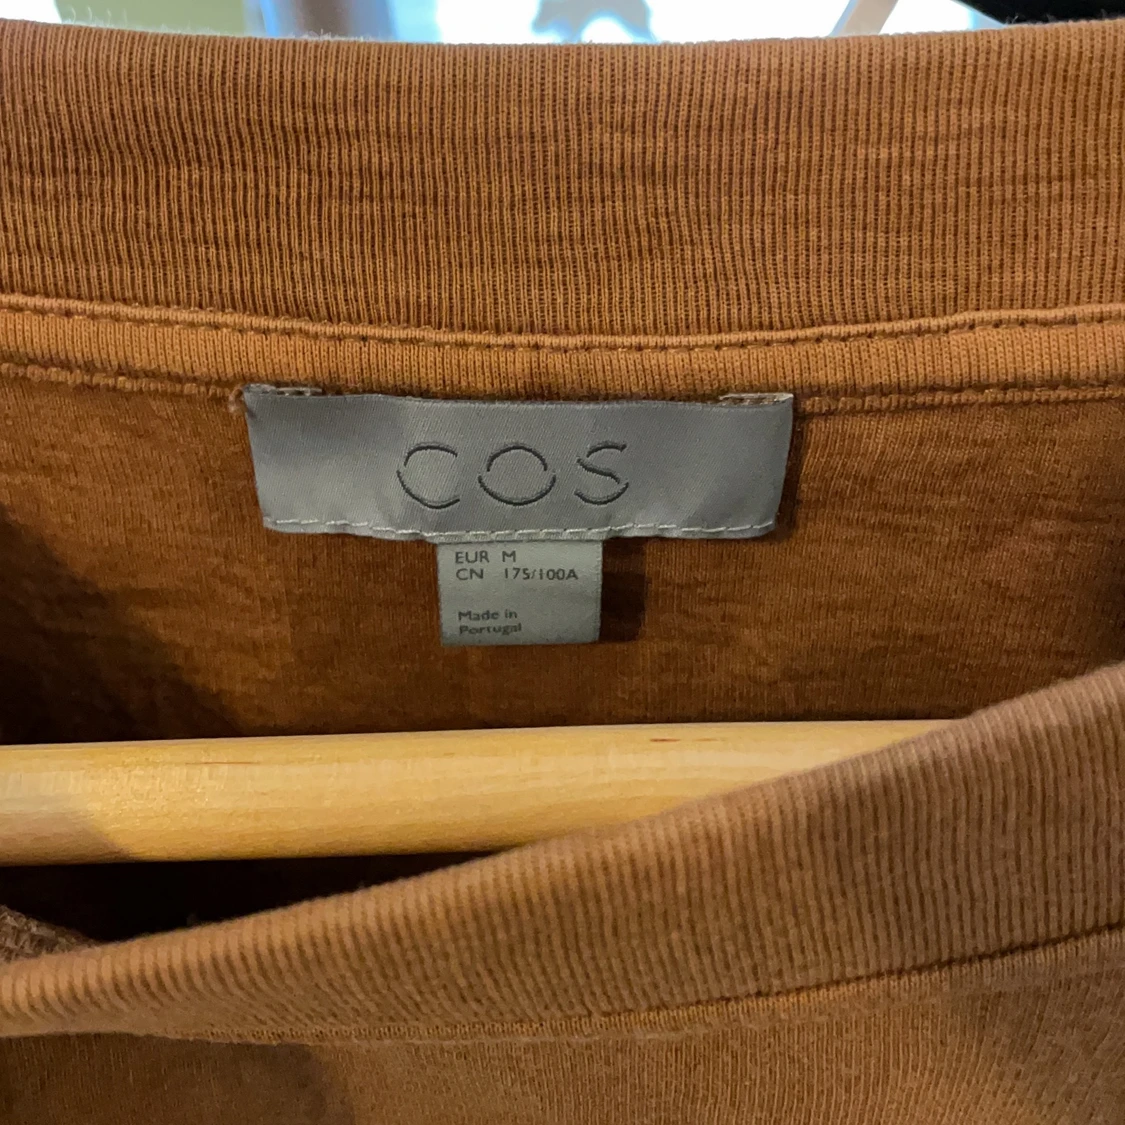 COS
EUR M
CN 175/100A
Made in
Portugal